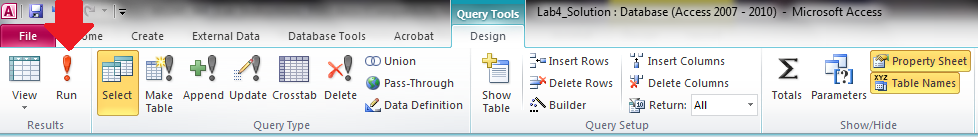 A
Query Tools
Lab4_Solution : Database (Access 2007 - 2010) - Microsoft Access
File
ome Create External Data Database Tools Acrobat Design
View
Run
Results
Select
Make
Table
Append
Update
Crosstab
Delete
Union
Pass-Through
Data Definition
Query Type
Show
Table
Insert Rows
Delete Rows
Builder
Insert Columns
Delete Columns
Return: All
Query Setup
Σ
Totals
[?]
Parameters
Property Sheet
XYZ
Table Names
Show/Hide